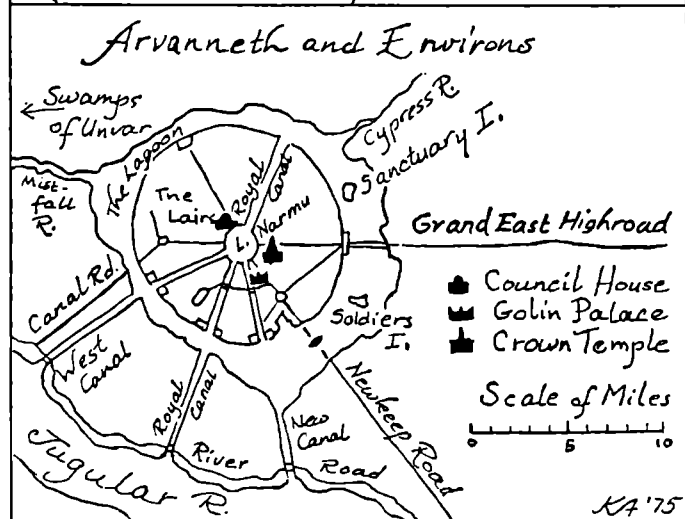 Arvanneth and Environs
Swamps
of Unvar
Cypress R.
Sanctuary I.
The Lagoon
Mist-
fall
R.
The
Lairs
Royal
Canal
Narmu
L.
Grand East Highroad
Canal Rd.
West
Canal
Royal
Canal
New
Canal
Soldiers
I.
Newkeep Road
River
Road
Jugular R.
Council House
Golin Palace
Crown Temple
Scale of Miles
0 5 10
KA '75